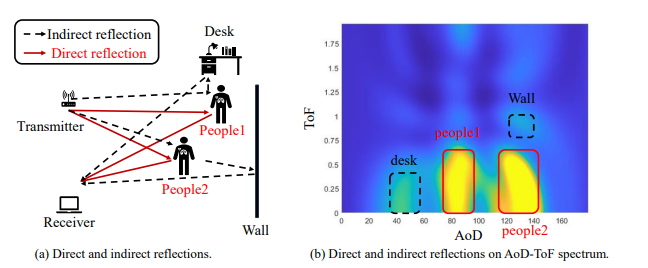 Indirect reflection
Direct reflection
Desk
Transmitter
People1
People2
Receiver
Wall
(a) Direct and indirect reflections.
ToF
1.75
1.5
1.25
1
0.75
0.5
0.25
0
0 20 40 60 80 100 120 140 160
AoD
Wall
people1
desk
people2
(b) Direct and indirect reflections on AoD-ToF spectrum.